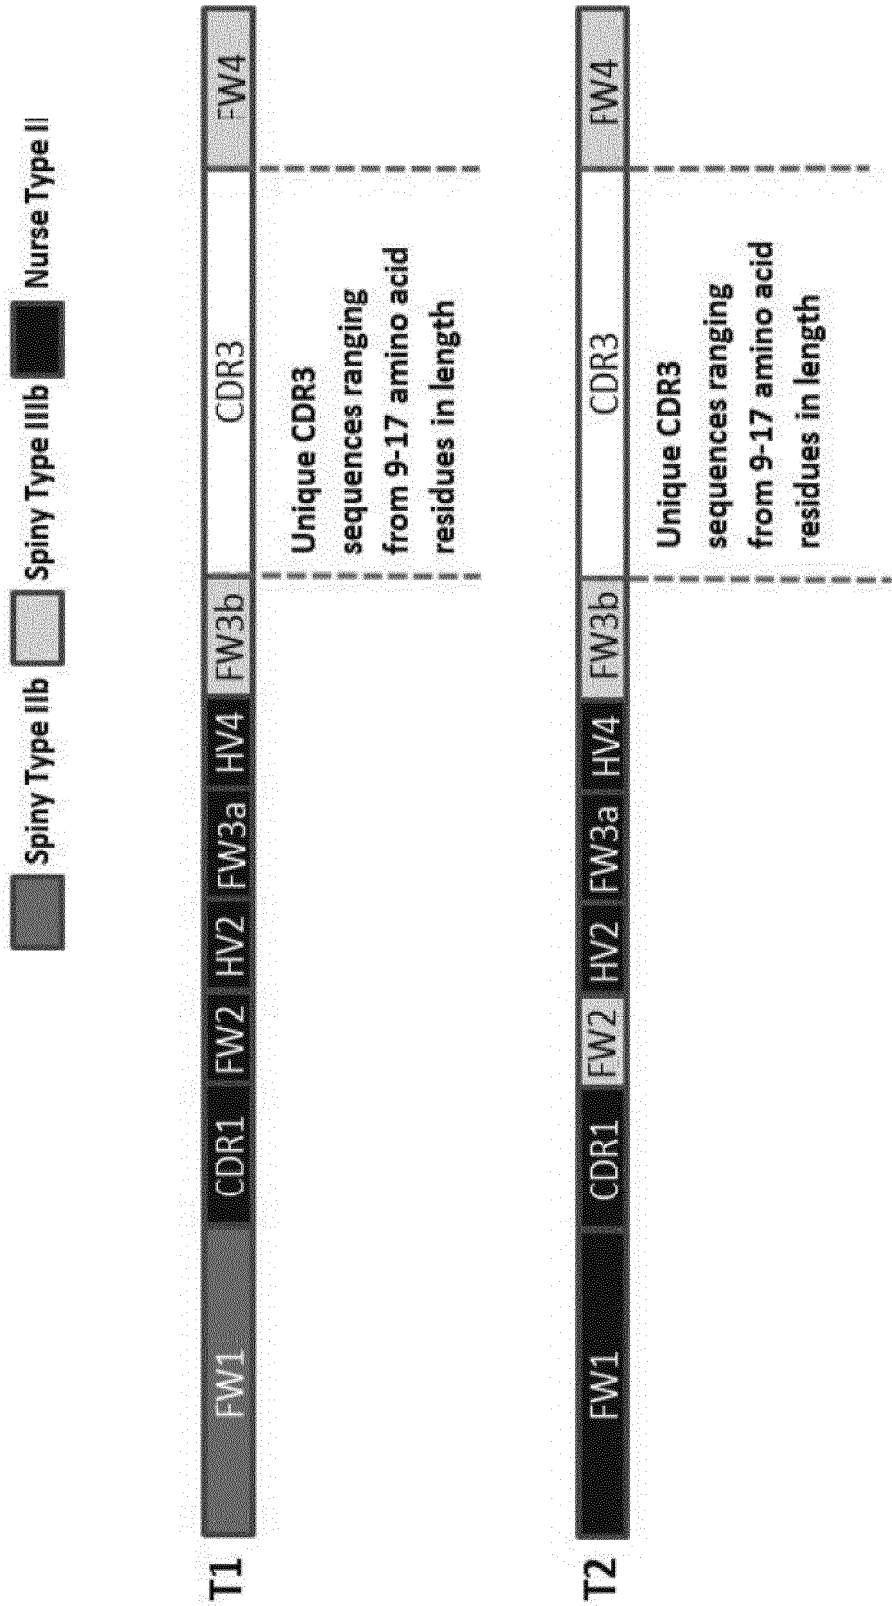 Spiny Type IIb
Spiny Type IIIb
Nurse Type II
T1
FW1
CDR1
FW2
HV2
FW3a
HV4
FW3b
CDR3
FW4
Unique CDR3
sequences ranging
from 9-17 amino acid
residues in length
T2
FW1
CDR1
FW2
HV2
FW3a
HV4
FW3b
CDR3
FW4
Unique CDR3
sequences ranging
from 9-17 amino acid
residues in length